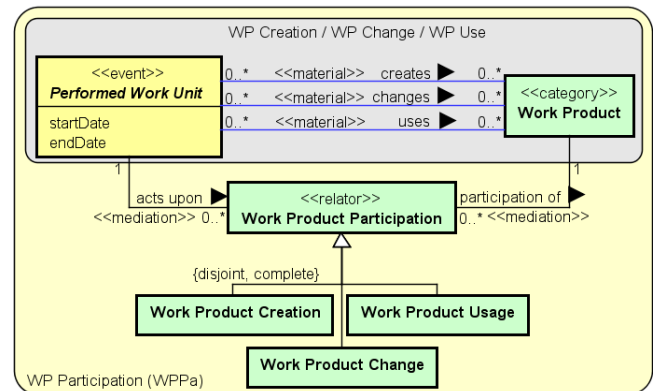 WP Creation / WP Change / WP Use
<<event>>
Performed Work Unit
startDate
endDate
0..* <<material>> creates ▶ 0..*
0..* <<material>> changes ▶ 0..*
0..* <<material>> uses ▶ 0..*
<<category>>
Work Product
1
1
acts upon ▶
<<mediation>> 0..*
<<relator>>
Work Product Participation
participation of ▶
0..* <<mediation>>
{disjoint, complete}
Work Product Creation
Work Product Usage
Work Product Change
WP Participation (WPPa)